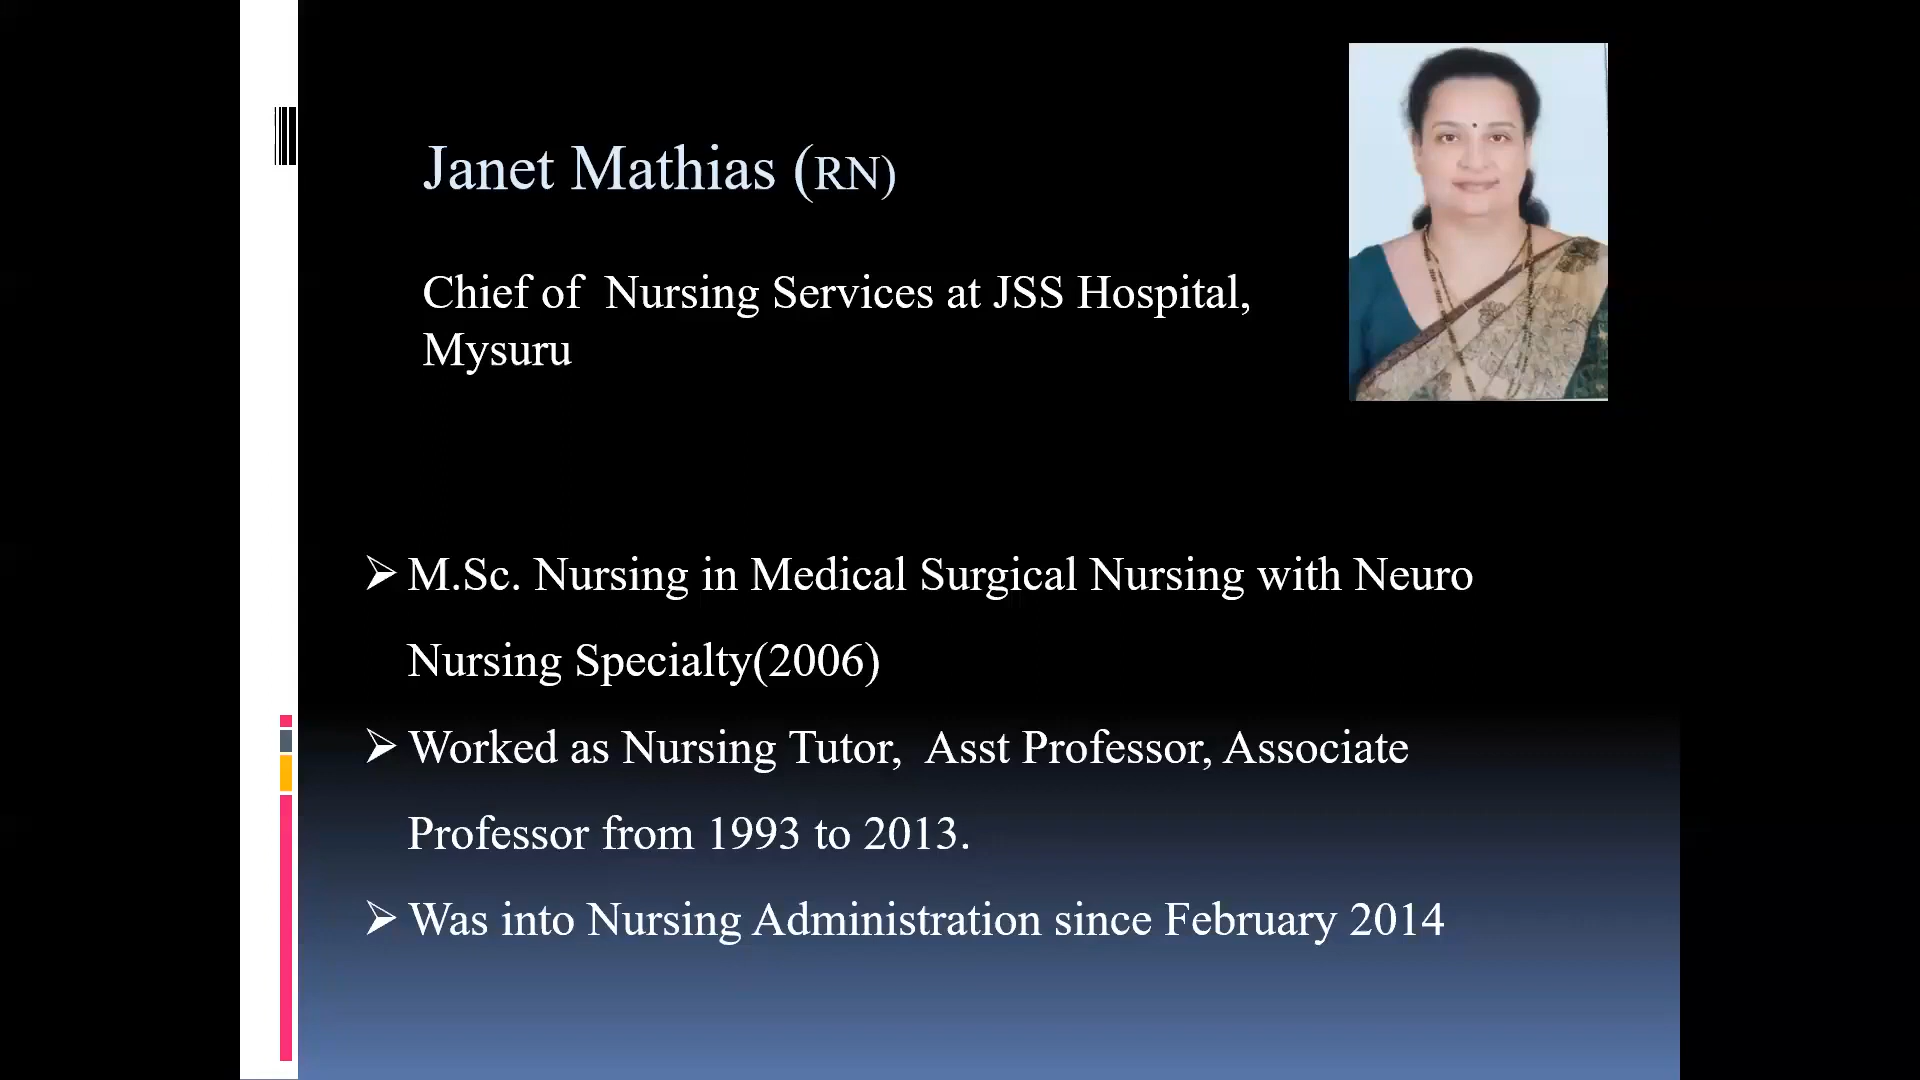 Janet Mathias (RN)
Chief of  Nursing Services at JSS Hospital,
Mysuru
➢ M.Sc. Nursing in Medical Surgical Nursing with Neuro
Nursing Specialty(2006)
➢ Worked as Nursing Tutor,  Asst Professor, Associate
Professor from 1993 to 2013.
➢ Was into Nursing Administration since February 2014